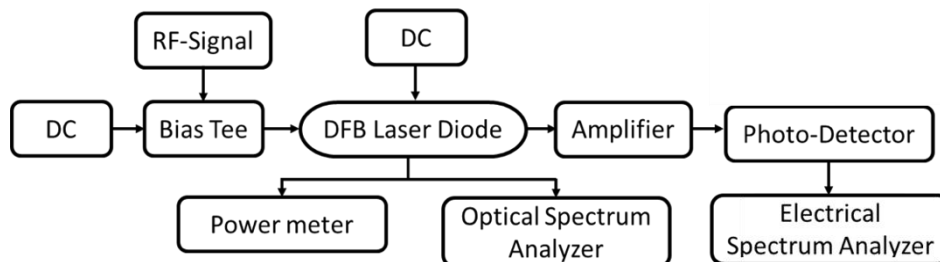 RF-Signal
DC
DC
Bias Tee
DFB Laser Diode
Amplifier
Photo-Detector
Power meter
Optical Spectrum
Analyzer
Electrical
Spectrum Analyzer